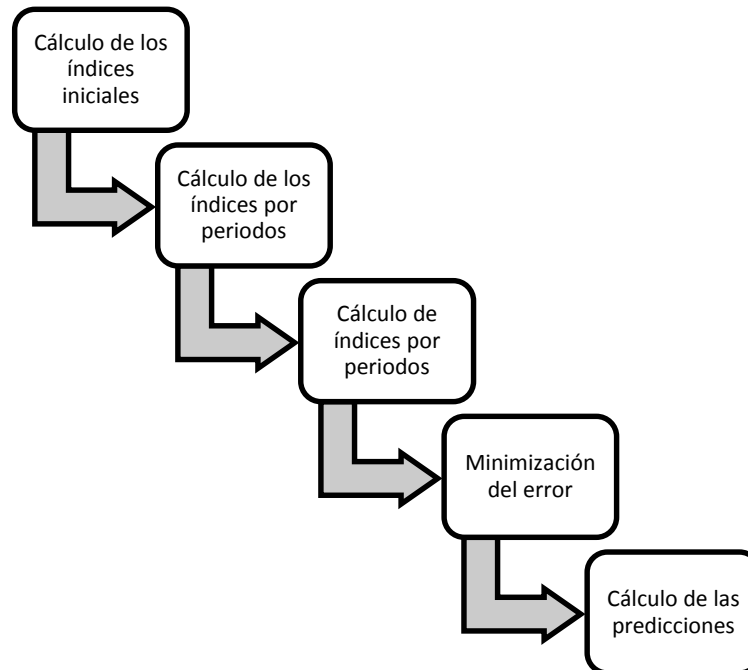 Cálculo de los
índices
iniciales
Cálculo de los
índices por
periodos
Cálculo de
índices por
periodos
Minimización
del error
Cálculo de las
predicciones